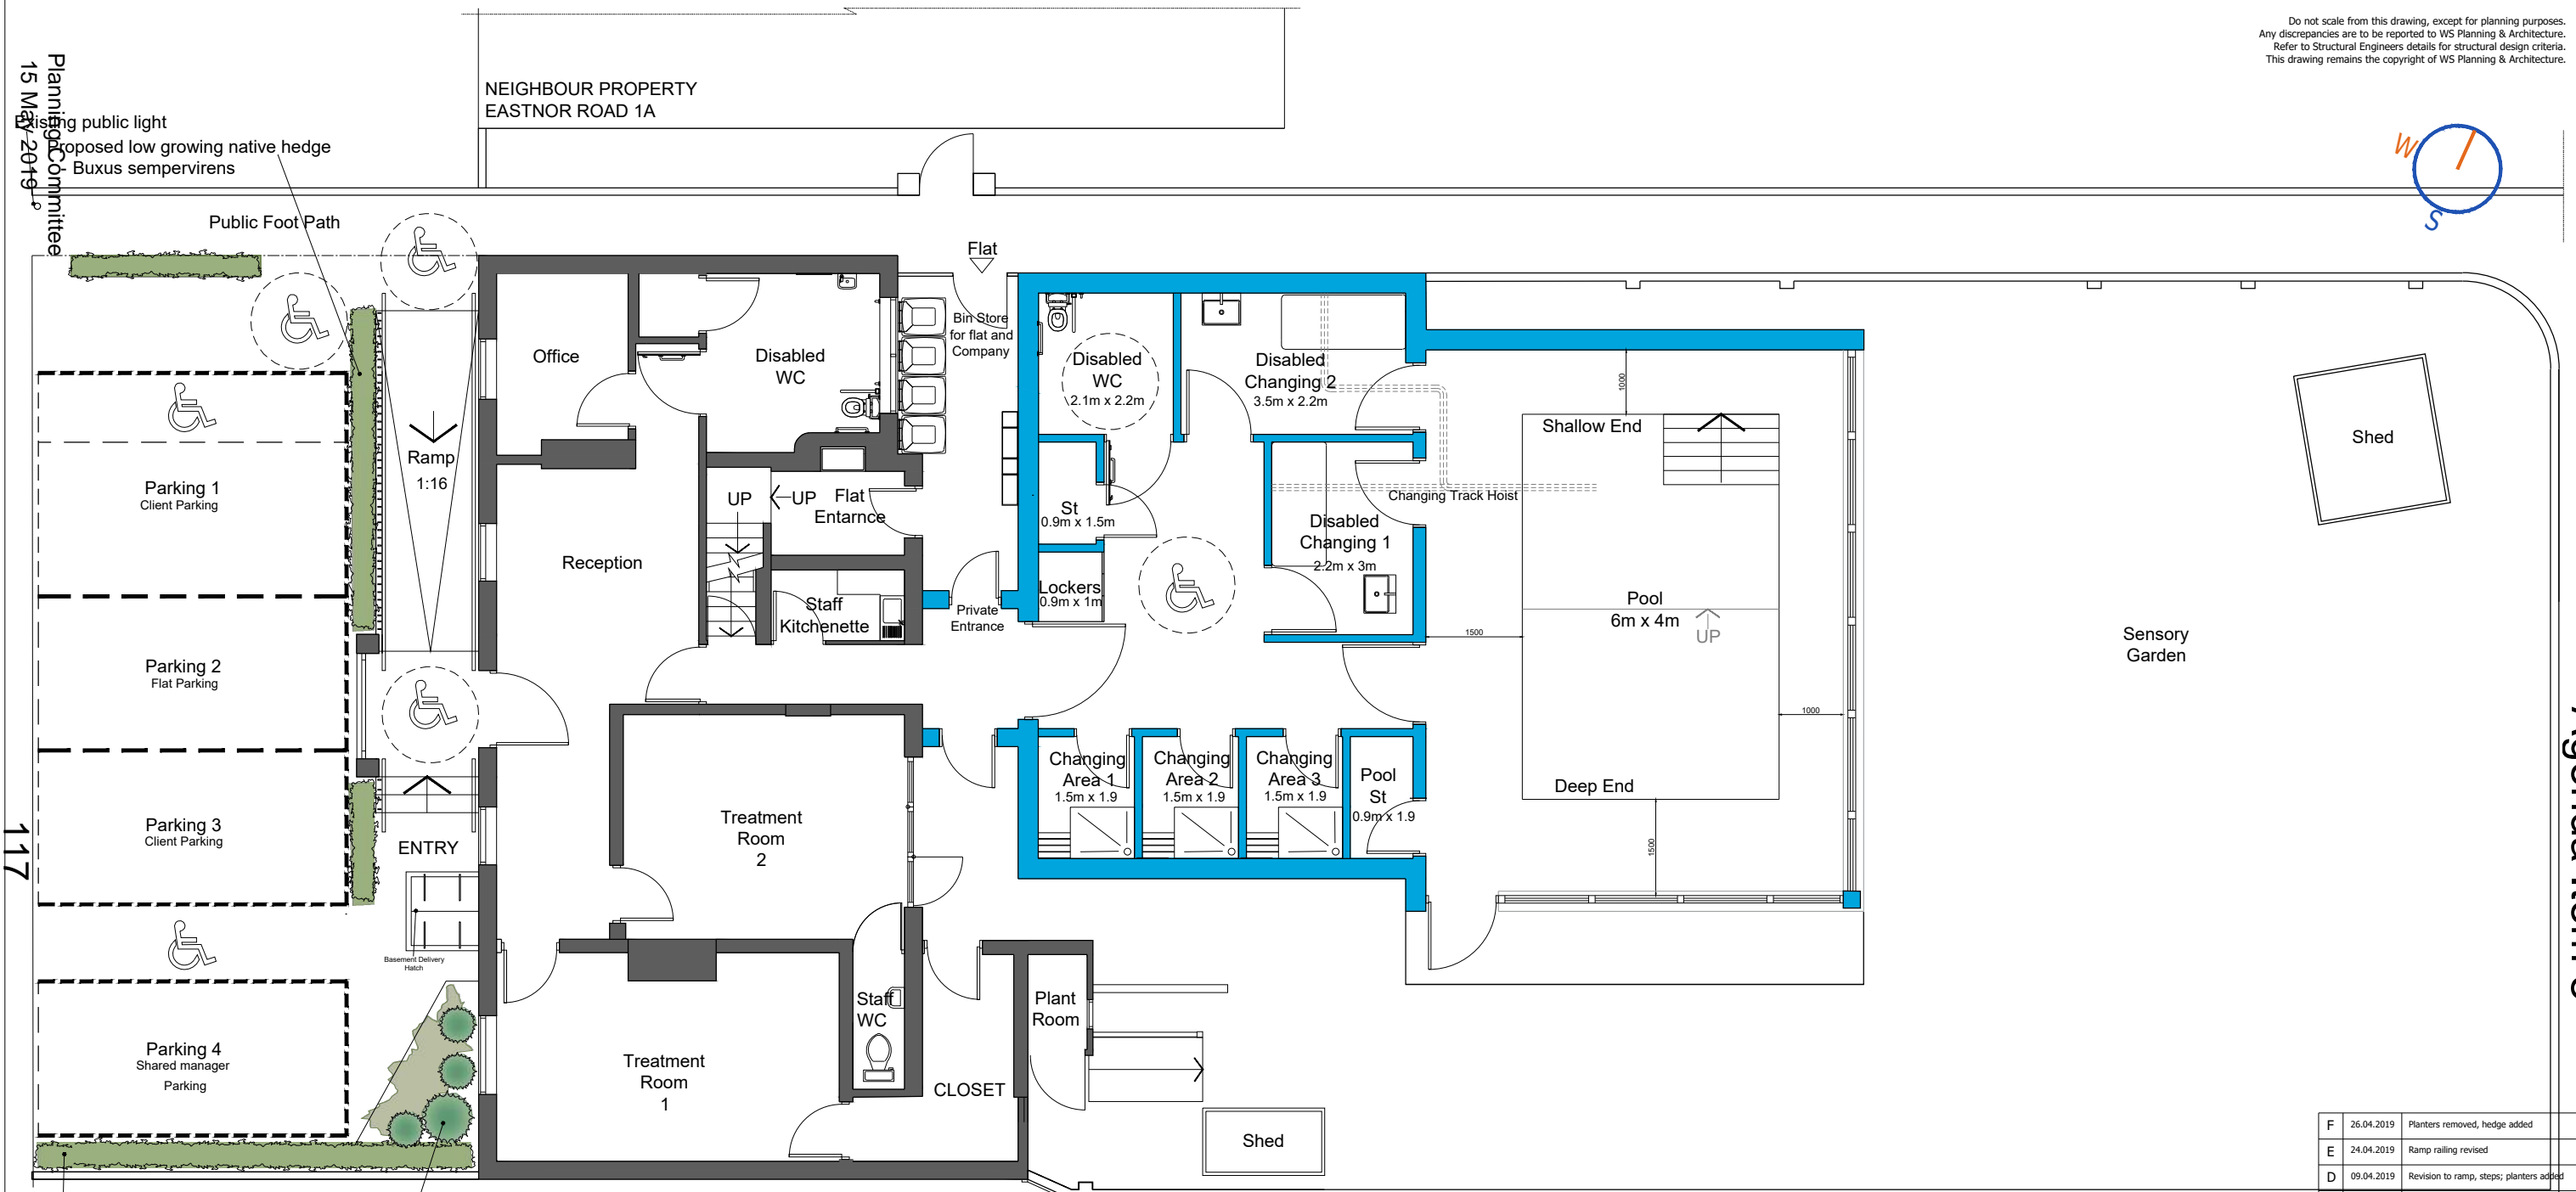 Do not scale from this drawing, except for planning purposes.
Any discrepancies are to be reported to WS Planning & Architecture.
Refer to Structural Engineers details for structural design criteria.
This drawing remains the copyright of WS Planning & Architecture.
Planning Committee
15 May 2019
NEIGHBOUR PROPERTY
EASTNOR ROAD 1A
Existing public light
Proposed low growing native hedge
Buxus sempervirens
Public Foot Path
W
S
Flat
Bin Store
for flat and
Company
Office
Disabled
WC
Disabled
WC
2.1m x 2.2m
Disabled
Changing 2
3.5m x 2.2m
1000
Shallow End
Shed
Ramp
1:16
Parking 1
Client Parking
UP
UP
Flat
Entarnce
St
0.9m x 1.5m
Changing Track Hoist
Disabled
Changing 1
2.2m x 3m
Reception
Lockers
0.9m x 1m
Staff
Kitchenette
Private
Entrance
Pool
6m x 4m
UP
1500
Sensory
Garden
Parking 2
Flat Parking
1000
Changing
Area 1
1.5m x 1.9
Changing
Area 2
1.5m x 1.9
Changing
Area 3
1.5m x 1.9
Pool
St
0.9m x 1.9
Deep End
1500
Parking 3
Client Parking
ENTRY
Treatment
Room
2
117
Basement Delivery
Hatch
Staff
WC
Plant
Room
Parking 4
Shared manager
Parking
Treatment
Room
1
CLOSET
Shed
F 26.04.2019 Planters removed, hedge added
E 24.04.2019 Ramp railing revised
D 09.04.2019 Revision to ramp, steps; planters added